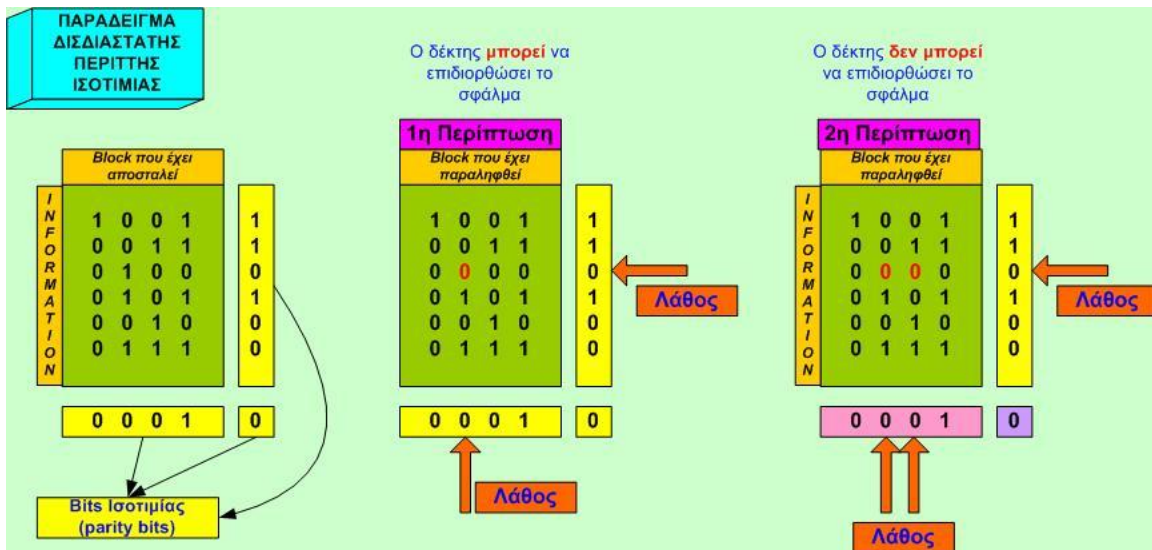 ΠΑΡΑΔΕΙΓΜΑ
ΔΙΣΔΙΑΣΤΑΤΗΣ
ΠΕΡΙΤΤΗΣ
ΙΣΟΤΙΜΙΑΣ
Block που έχει
αποσταλεί
INFORMATION
1 0 0 1 1
0 0 1 1 1
0 1 0 0 0
0 1 0 1 1
0 0 1 0 0
0 1 1 1 0
0 0 0 1 0
Bits Ισοτιμίας
(parity bits)
Ο δέκτης μπορεί να
επιδιορθώσει το
σφάλμα
1η Περίπτωση
Block που έχει
παραληφθεί
1 0 0 1 1
0 0 1 1 1
0 0 0 0 0
0 1 0 1 1
0 0 1 0 0
0 1 1 1 0
0 0 0 1 0
Λάθος
Λάθος
Ο δέκτης δεν μπορεί
να επιδιορθώσει το
σφάλμα
2η Περίπτωση
Block που έχει
παραληφθεί
INFORMATION
1 0 0 1 1
0 0 1 1 1
0 0 0 0 0
0 1 0 1 1
0 0 1 0 0
0 1 1 1 0
0 0 0 1 0
Λάθος
Λάθος